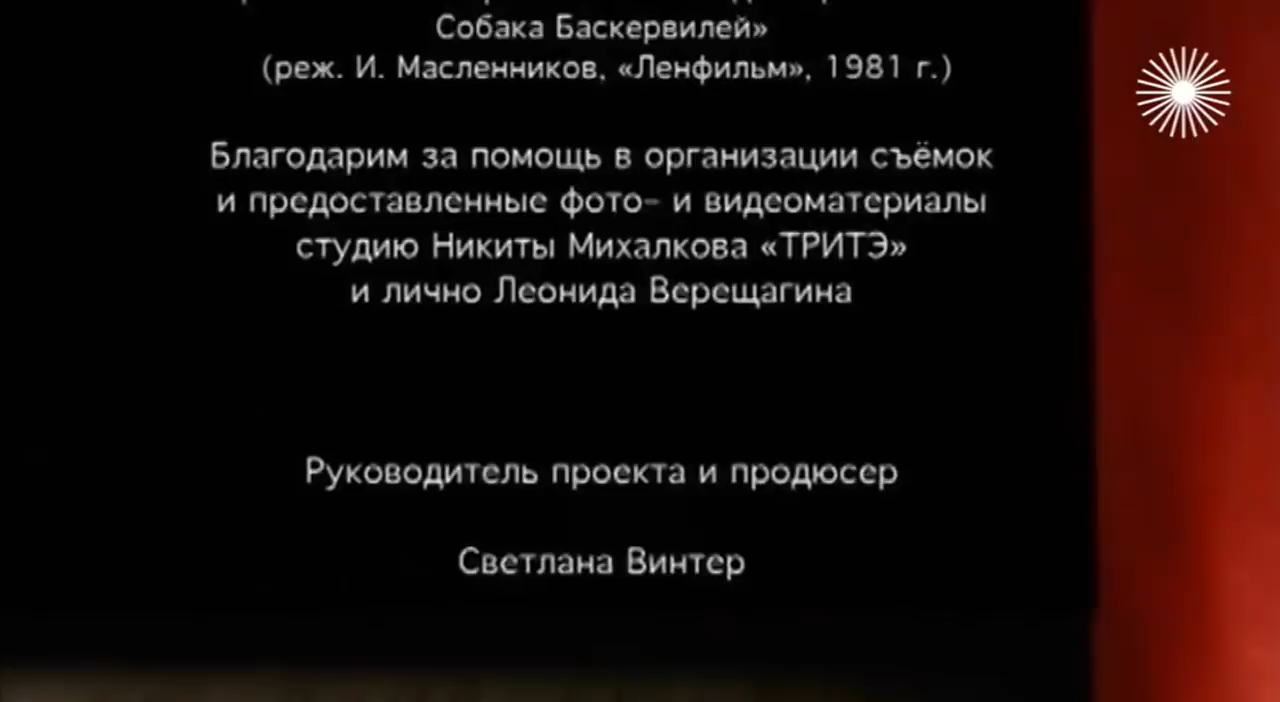 Собака Баскервилей»
(реж. И. Масленников, «Ленфильм», 1981 г.)
Благодарим за помощь в организации съёмок
и предоставленные фото- и видеоматериалы
студию Никиты Михалкова «ТРИТЭ»
и лично Леонида Верещагина
Руководитель проекта и продюсер
Светлана Винтер